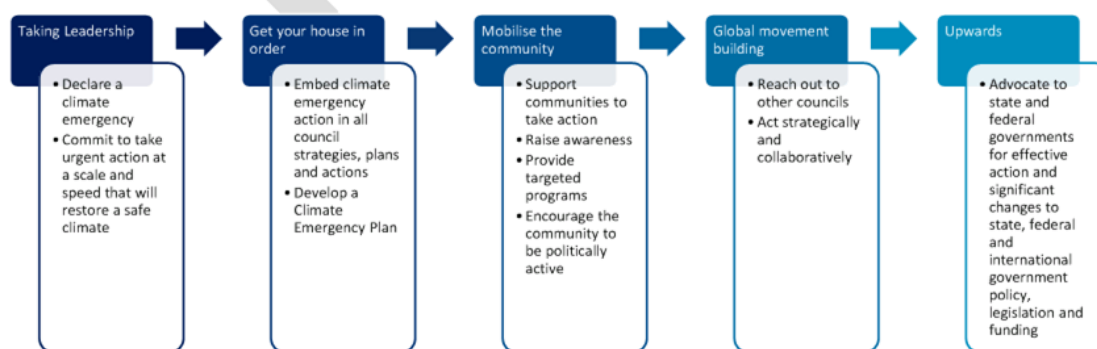 Taking Leadership
• Declare a
climate
emergency
• Commit to take
urgent action at
a scale and
speed that will
restore a safe
climate
Get your house in
order
• Embed climate
emergency
action in all
council
strategies, plans
and actions
• Develop a
Climate
Emergency Plan
Mobilise the
community
• Support
communities to
take action
• Raise awareness
• Provide
targeted
programs
• Encourage the
community to
be politically
active
Global movement
building
• Reach out to
other councils
• Act strategically
and
collaboratively
Upwards
• Advocate to
state and
federal
governments
for effective
action and
significant
changes to
state, federal
and
international
government
policy,
legislation and
funding